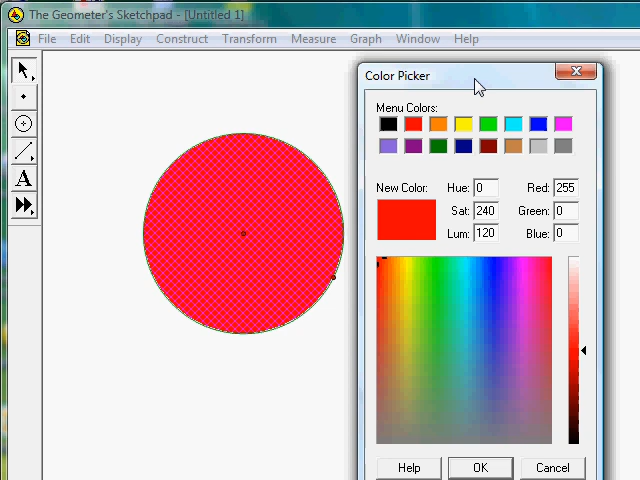 The Geometer's Sketchpad - [Untitled 1]
File Edit Display Construct Transform Measure Graph Window Help
A
Color Picker
Menu Colors:
New Color:
Hue: 0 Red: 255
Sat: 240 Green: 0
Lum: 120 Blue: 0
Help OK Cancel